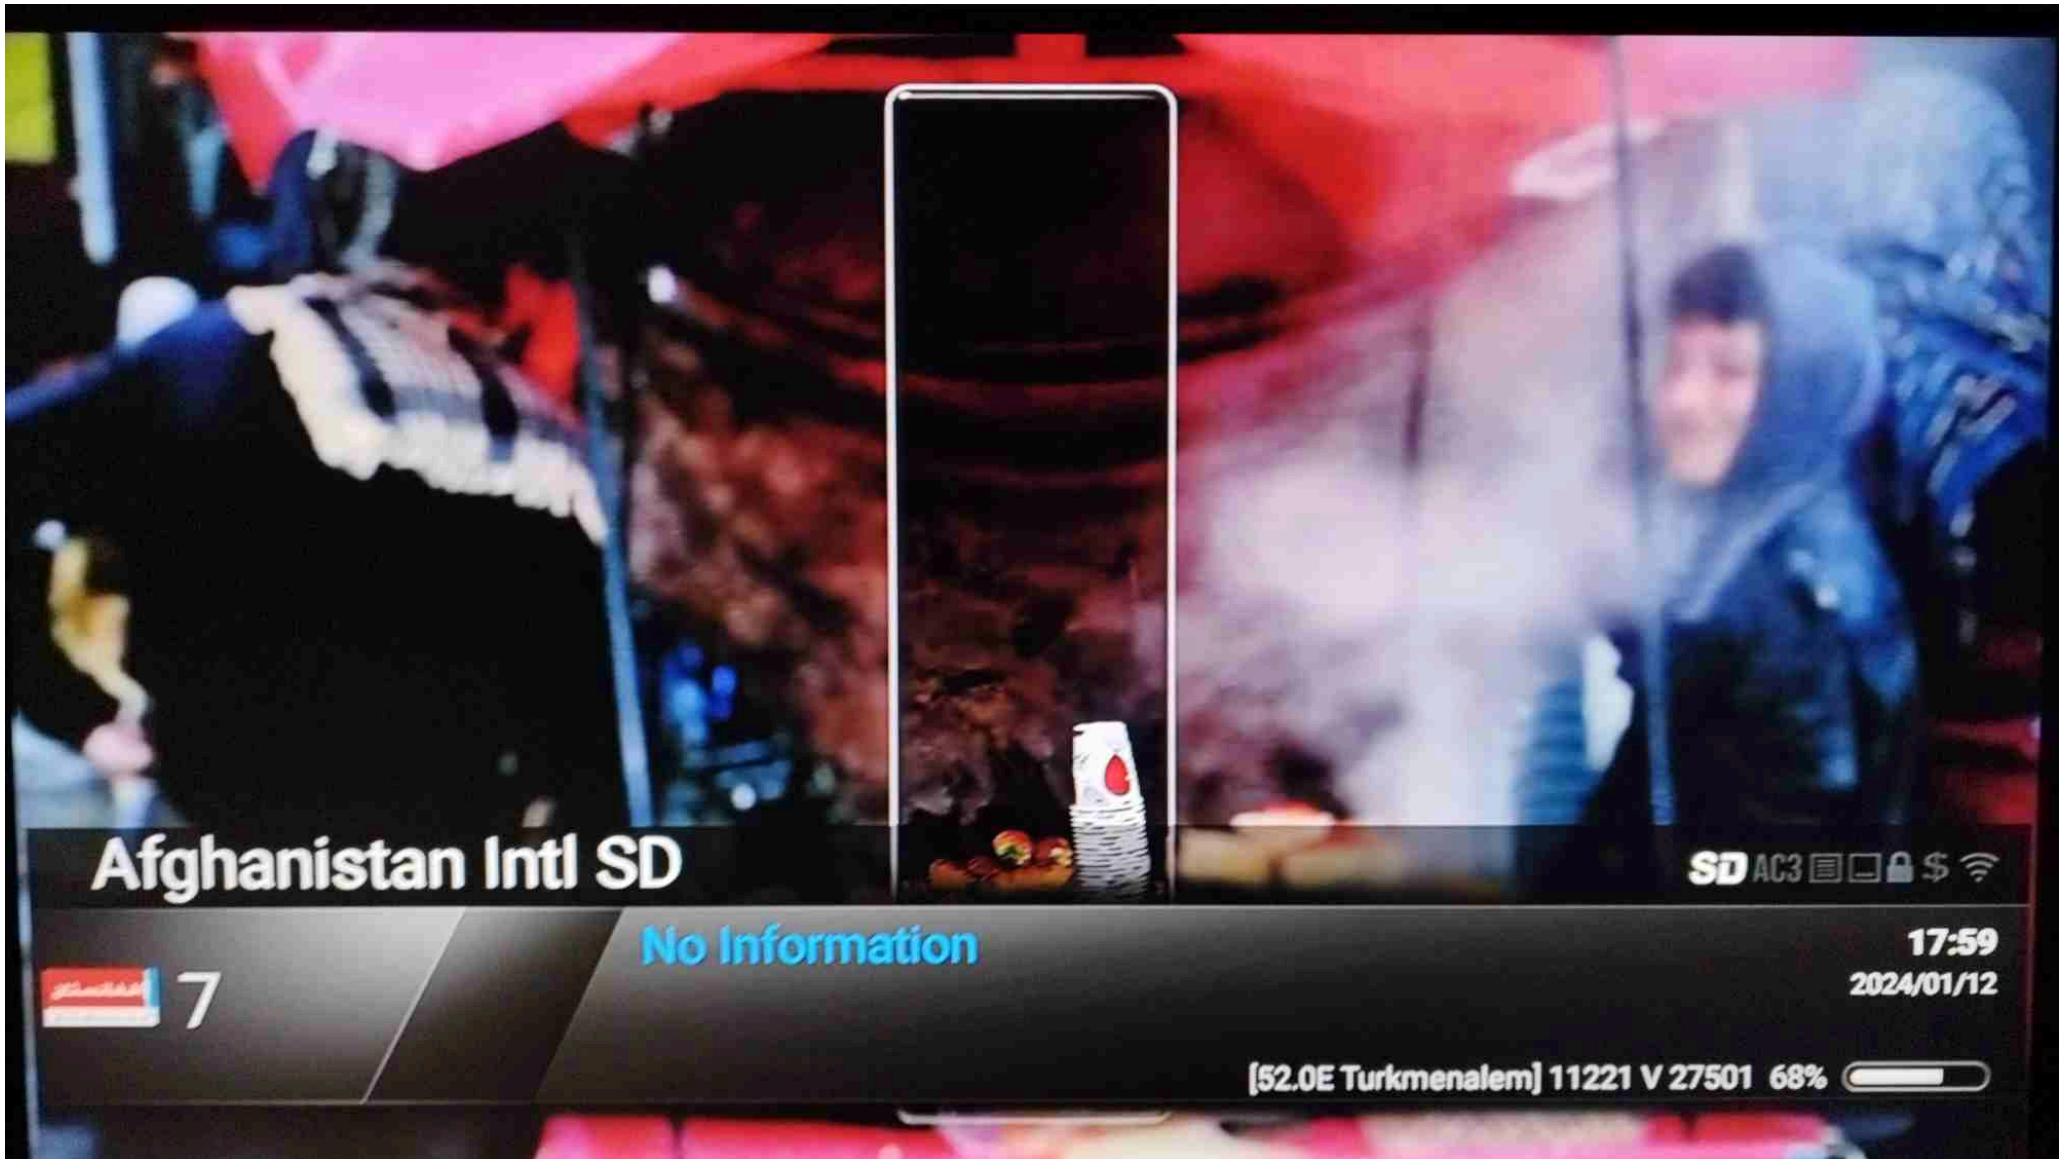 Afghanistan Intl SD
SD AC3 $
No Information
7
17:59
2024/01/12
[52.0E Turkmenalem] 11221 V 27501 68%